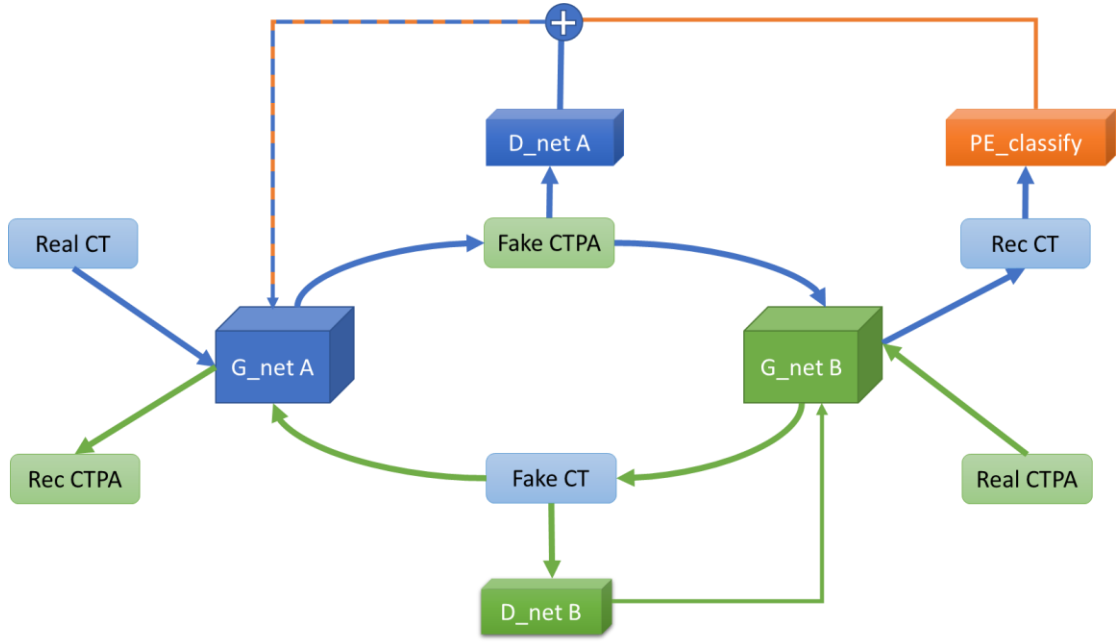 D_net A
PE_classify
Real CT
Fake CTPA
Rec CT
G_net A
G_net B
Rec CTPA
Fake CT
Real CTPA
D_net B